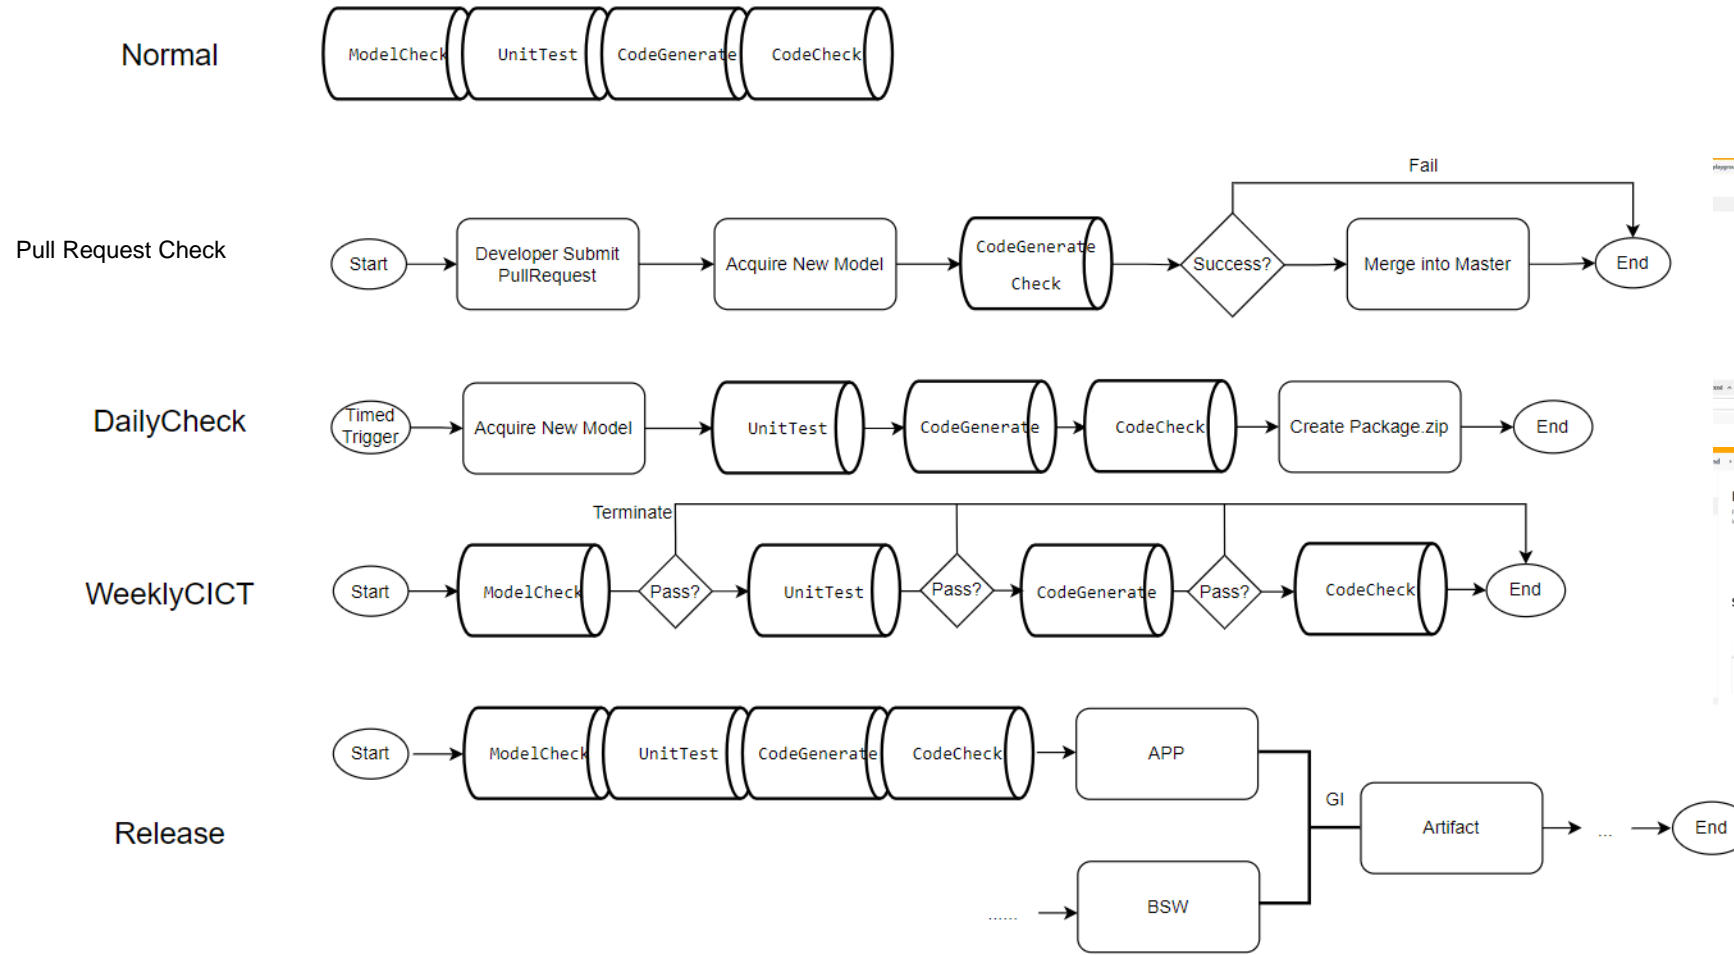 Normal
ModelCheck
UnitTest
CodeGenerate
CodeCheck
Fail
Pull Request Check
Start
Developer Submit
PullRequest
Acquire New Model
CodeGenerate
Check
Success?
Merge into Master
End
DailyCheck
Timed
Trigger
Acquire New Model
UnitTest
CodeGenerate
CodeCheck
Create Package.zip
End
Terminate
WeeklyCICT
Start
ModelCheck
Pass?
UnitTest
Pass?
CodeGenerate
Pass?
CodeCheck
End
Release
Start
ModelCheck
UnitTest
CodeGenerate
CodeCheck
APP
GI
Artifact
...
End
......
BSW